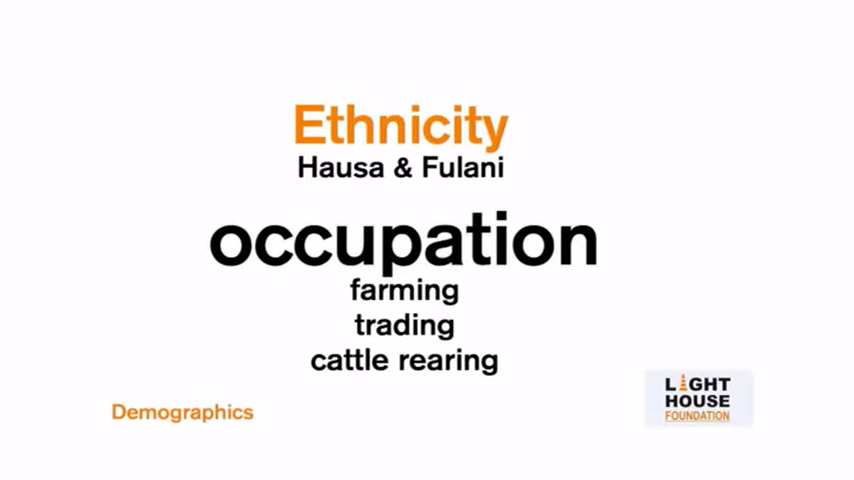 Ethnicity
Hausa & Fulani
occupation
farming
trading
cattle rearing
Demographics
LIGHT
HOUSE
FOUNDATION